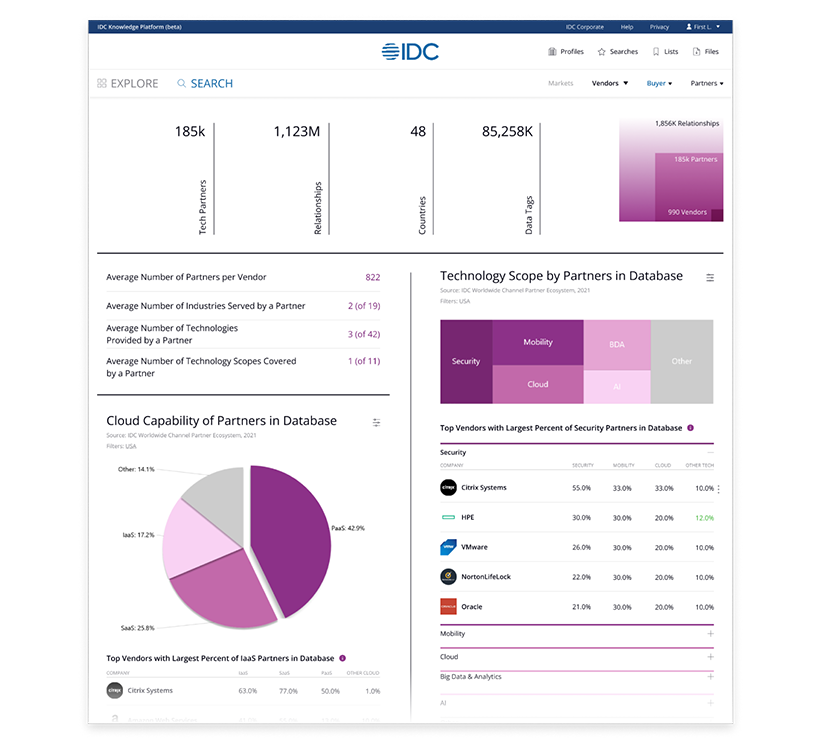 IDC Knowledge Platform (beta)
IDC Corporate Help Privacy First L.
IDC
Profiles Searches Lists Files
EXPLORE SEARCH
Markets Vendors Buyer Partners
185k
Tech Partners
1,123M
Relationships
48
Countries
85,258K
Data Tags
1,856K Relationships
185k Partners
990 Vendors
Average Number of Partners per Vendor 822
Average Number of Industries Served by a Partner 2 (of 19)
Average Number of Technologies
Provided by a Partner 3 (of 42)
Average Number of Technology Scopes Covered
by a Partner 1 (of 11)
Cloud Capability of Partners in Database
Source: IDC Worldwide Channel Partner Ecosystem, 2021
Filters: USA
Other: 14.1%
PaaS: 42.9%
IaaS: 17.2%
SaaS: 25.8%
Top Vendors with Largest Percent of IaaS Partners in Database
COMPANY IaaS SaaS PaaS OTHER CLOUD
citrix Citrix Systems 63.0% 77.0% 50.0% 1.0%
Technology Scope by Partners in Database
Source: IDC Worldwide Channel Partner Ecosystem, 2021
Filters: USA
Security
Mobility
Cloud
BDA
AI
Other
Top Vendors with Largest Percent of Security Partners in Database
Security
COMPANY SECURITY MOBILITY CLOUD OTHER TECH
citrix Citrix Systems 55.0% 33.0% 33.0% 10.0%
HPE 30.0% 30.0% 20.0% 12.0%
VMware 26.0% 30.0% 20.0% 10.0%
NortonLifeLock 22.0% 30.0% 20.0% 10.0%
Oracle 21.0% 30.0% 20.0% 10.0%
Mobility
Cloud
Big Data & Analytics
AI